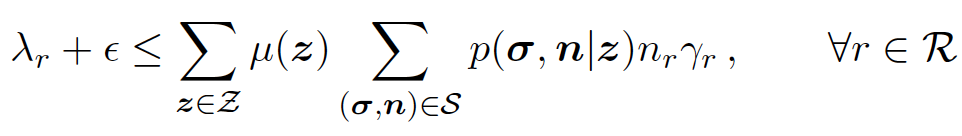 λ_r + ϵ ≤ ∑_{z∈𝒵} μ(z) ∑_{(σ,n)∈𝒮} p(σ, n|z) n_r γ_r , ∀r ∈ ℛ